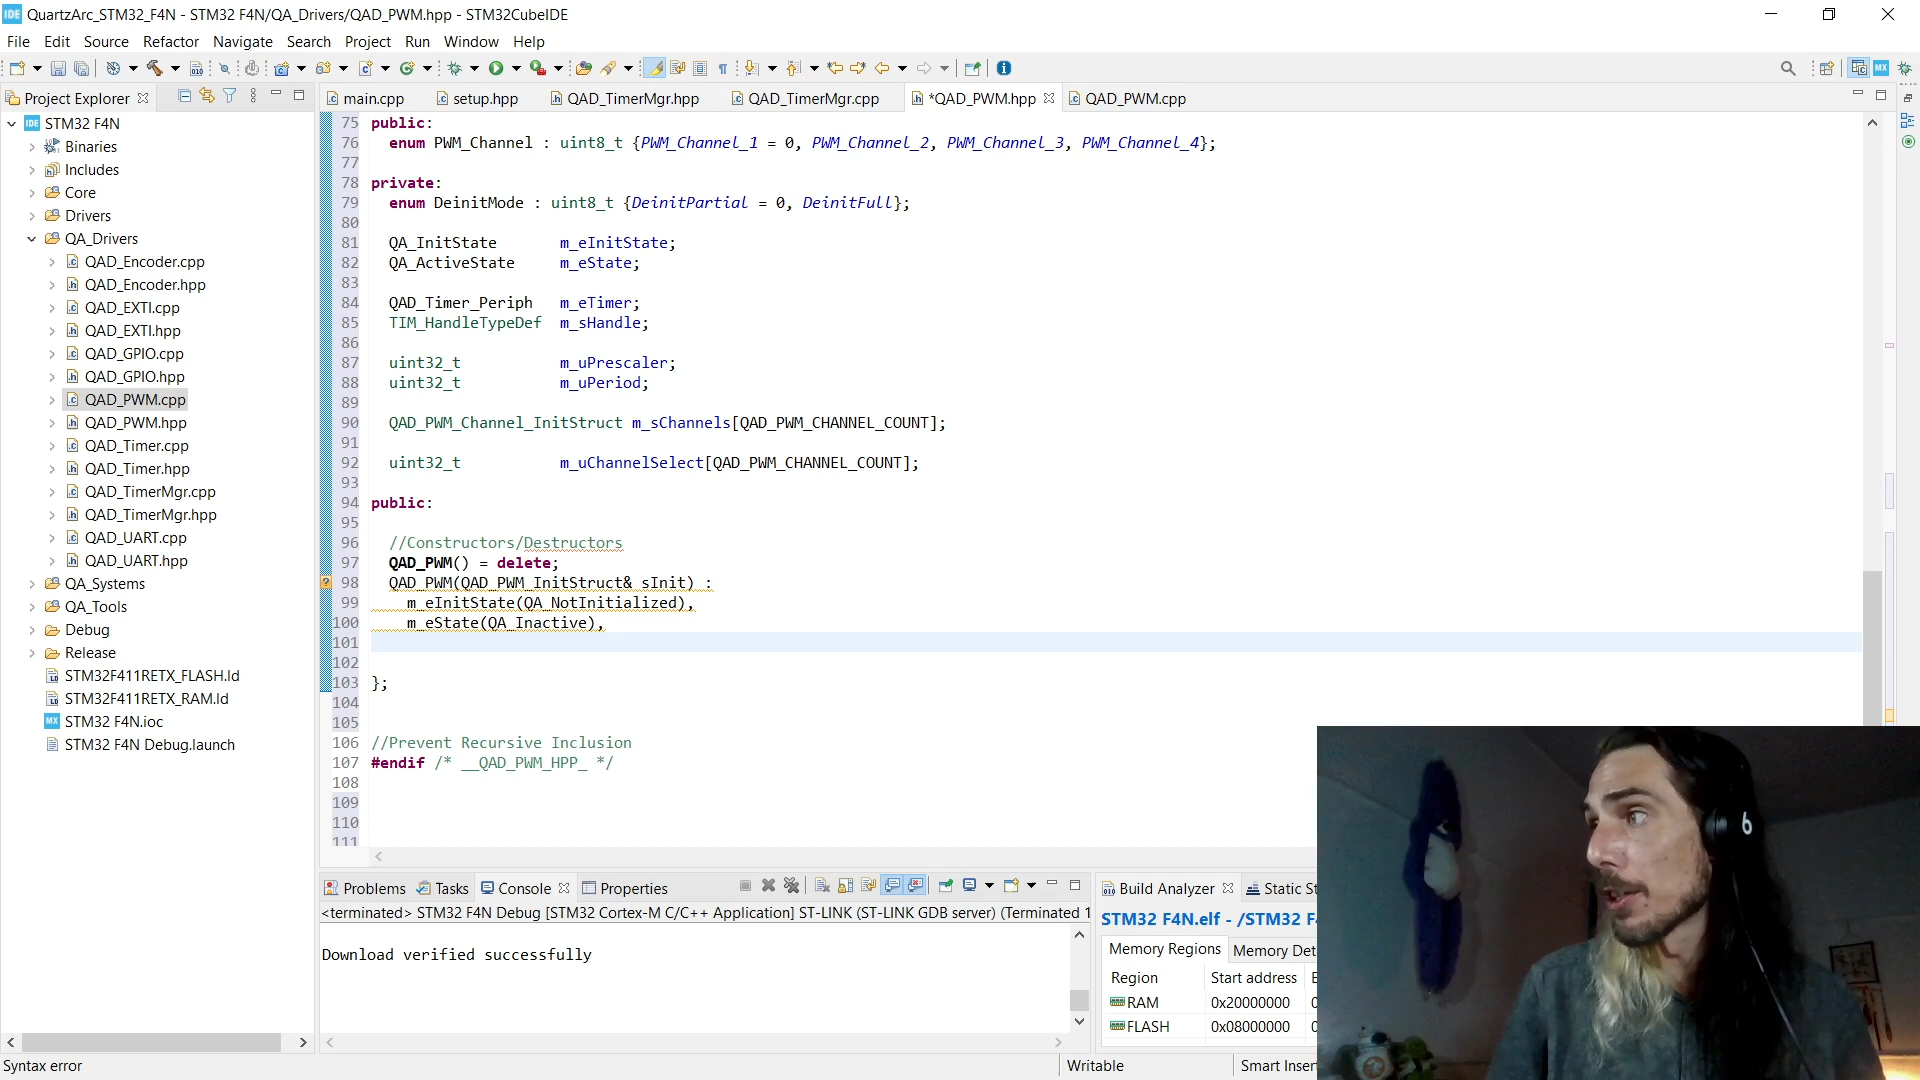 QuartzArc_STM32_F4N - STM32 F4N/QA_Drivers/QAD_PWM.hpp - STM32CubeIDE
File Edit Source Refactor Navigate Search Project Run Window Help
Project Explorer
main.cpp setup.hpp QAD_TimerMgr.hpp QAD_TimerMgr.cpp *QAD_PWM.hpp QAD_PWM.cpp
STM32 F4N
Binaries
Includes
Core
Drivers
QA_Drivers
QAD_Encoder.cpp
QAD_Encoder.hpp
QAD_EXTI.cpp
QAD_EXTI.hpp
QAD_GPIO.cpp
QAD_GPIO.hpp
QAD_PWM.cpp
QAD_PWM.hpp
QAD_Timer.cpp
QAD_Timer.hpp
QAD_TimerMgr.cpp
QAD_TimerMgr.hpp
QAD_UART.cpp
QAD_UART.hpp
QA_Systems
QA_Tools
Debug
Release
STM32F411RETX_FLASH.ld
STM32F411RETX_RAM.ld
STM32 F4N.ioc
STM32 F4N Debug.launch
75 public:
76 enum PWM_Channel : uint8_t {PWM_Channel_1 = 0, PWM_Channel_2, PWM_Channel_3, PWM_Channel_4};
77
78 private:
79 enum DeinitMode : uint8_t {DeinitPartial = 0, DeinitFull};
80
81 QA_InitState m_eInitState;
82 QA_ActiveState m_eState;
83
84 QAD_Timer_Periph m_eTimer;
85 TIM_HandleTypeDef m_sHandle;
86
87 uint32_t m_uPrescaler;
88 uint32_t m_uPeriod;
89
90 QAD_PWM_Channel_InitStruct m_sChannels[QAD_PWM_CHANNEL_COUNT];
91
92 uint32_t m_uChannelSelect[QAD_PWM_CHANNEL_COUNT];
93
94 public:
95
96 //Constructors/Destructors
97 QAD_PWM() = delete;
98 QAD_PWM(QAD_PWM_InitStruct& sInit) :
99 m_eInitState(QA_NotInitialized),
100 m_eState(QA_Inactive),
101
102
103 };
104
105
106 //Prevent Recursive Inclusion
107 #endif /* __QAD_PWM_HPP_ */
108
109
110
111
Problems Tasks Console Properties
<terminated> STM32 F4N Debug [STM32 Cortex-M C/C++ Application] ST-LINK (ST-LINK GDB server) (Terminated 1
Download verified successfully
Build Analyzer Static St
STM32 F4N.elf - /STM32 F
Memory Regions Memory Det
Region Start address
RAM 0x20000000
FLASH 0x08000000
Syntax error Writable Smart Inser